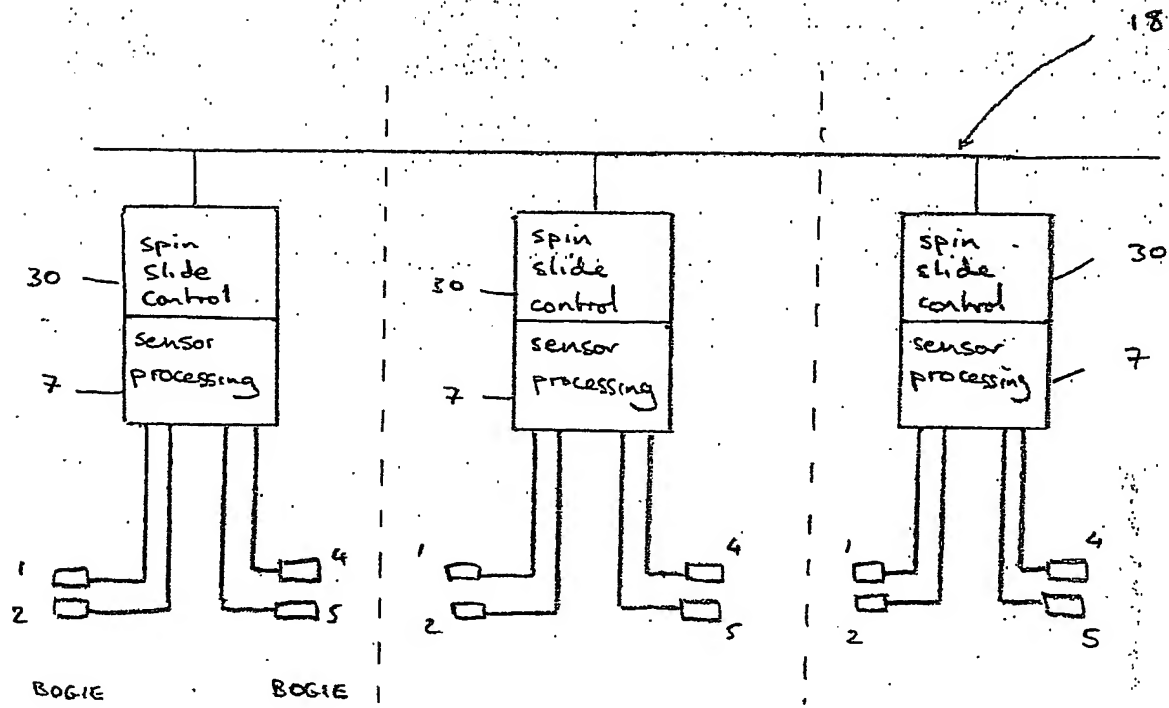 18
spin
slide
control
30
sensor
processing
7
spin
slide
control
30
sensor
processing
7
spin
slide
control
30
sensor
processing
7
1
2
4
5
1
2
4
5
1
2
4
5
BOGIE
BOGIE